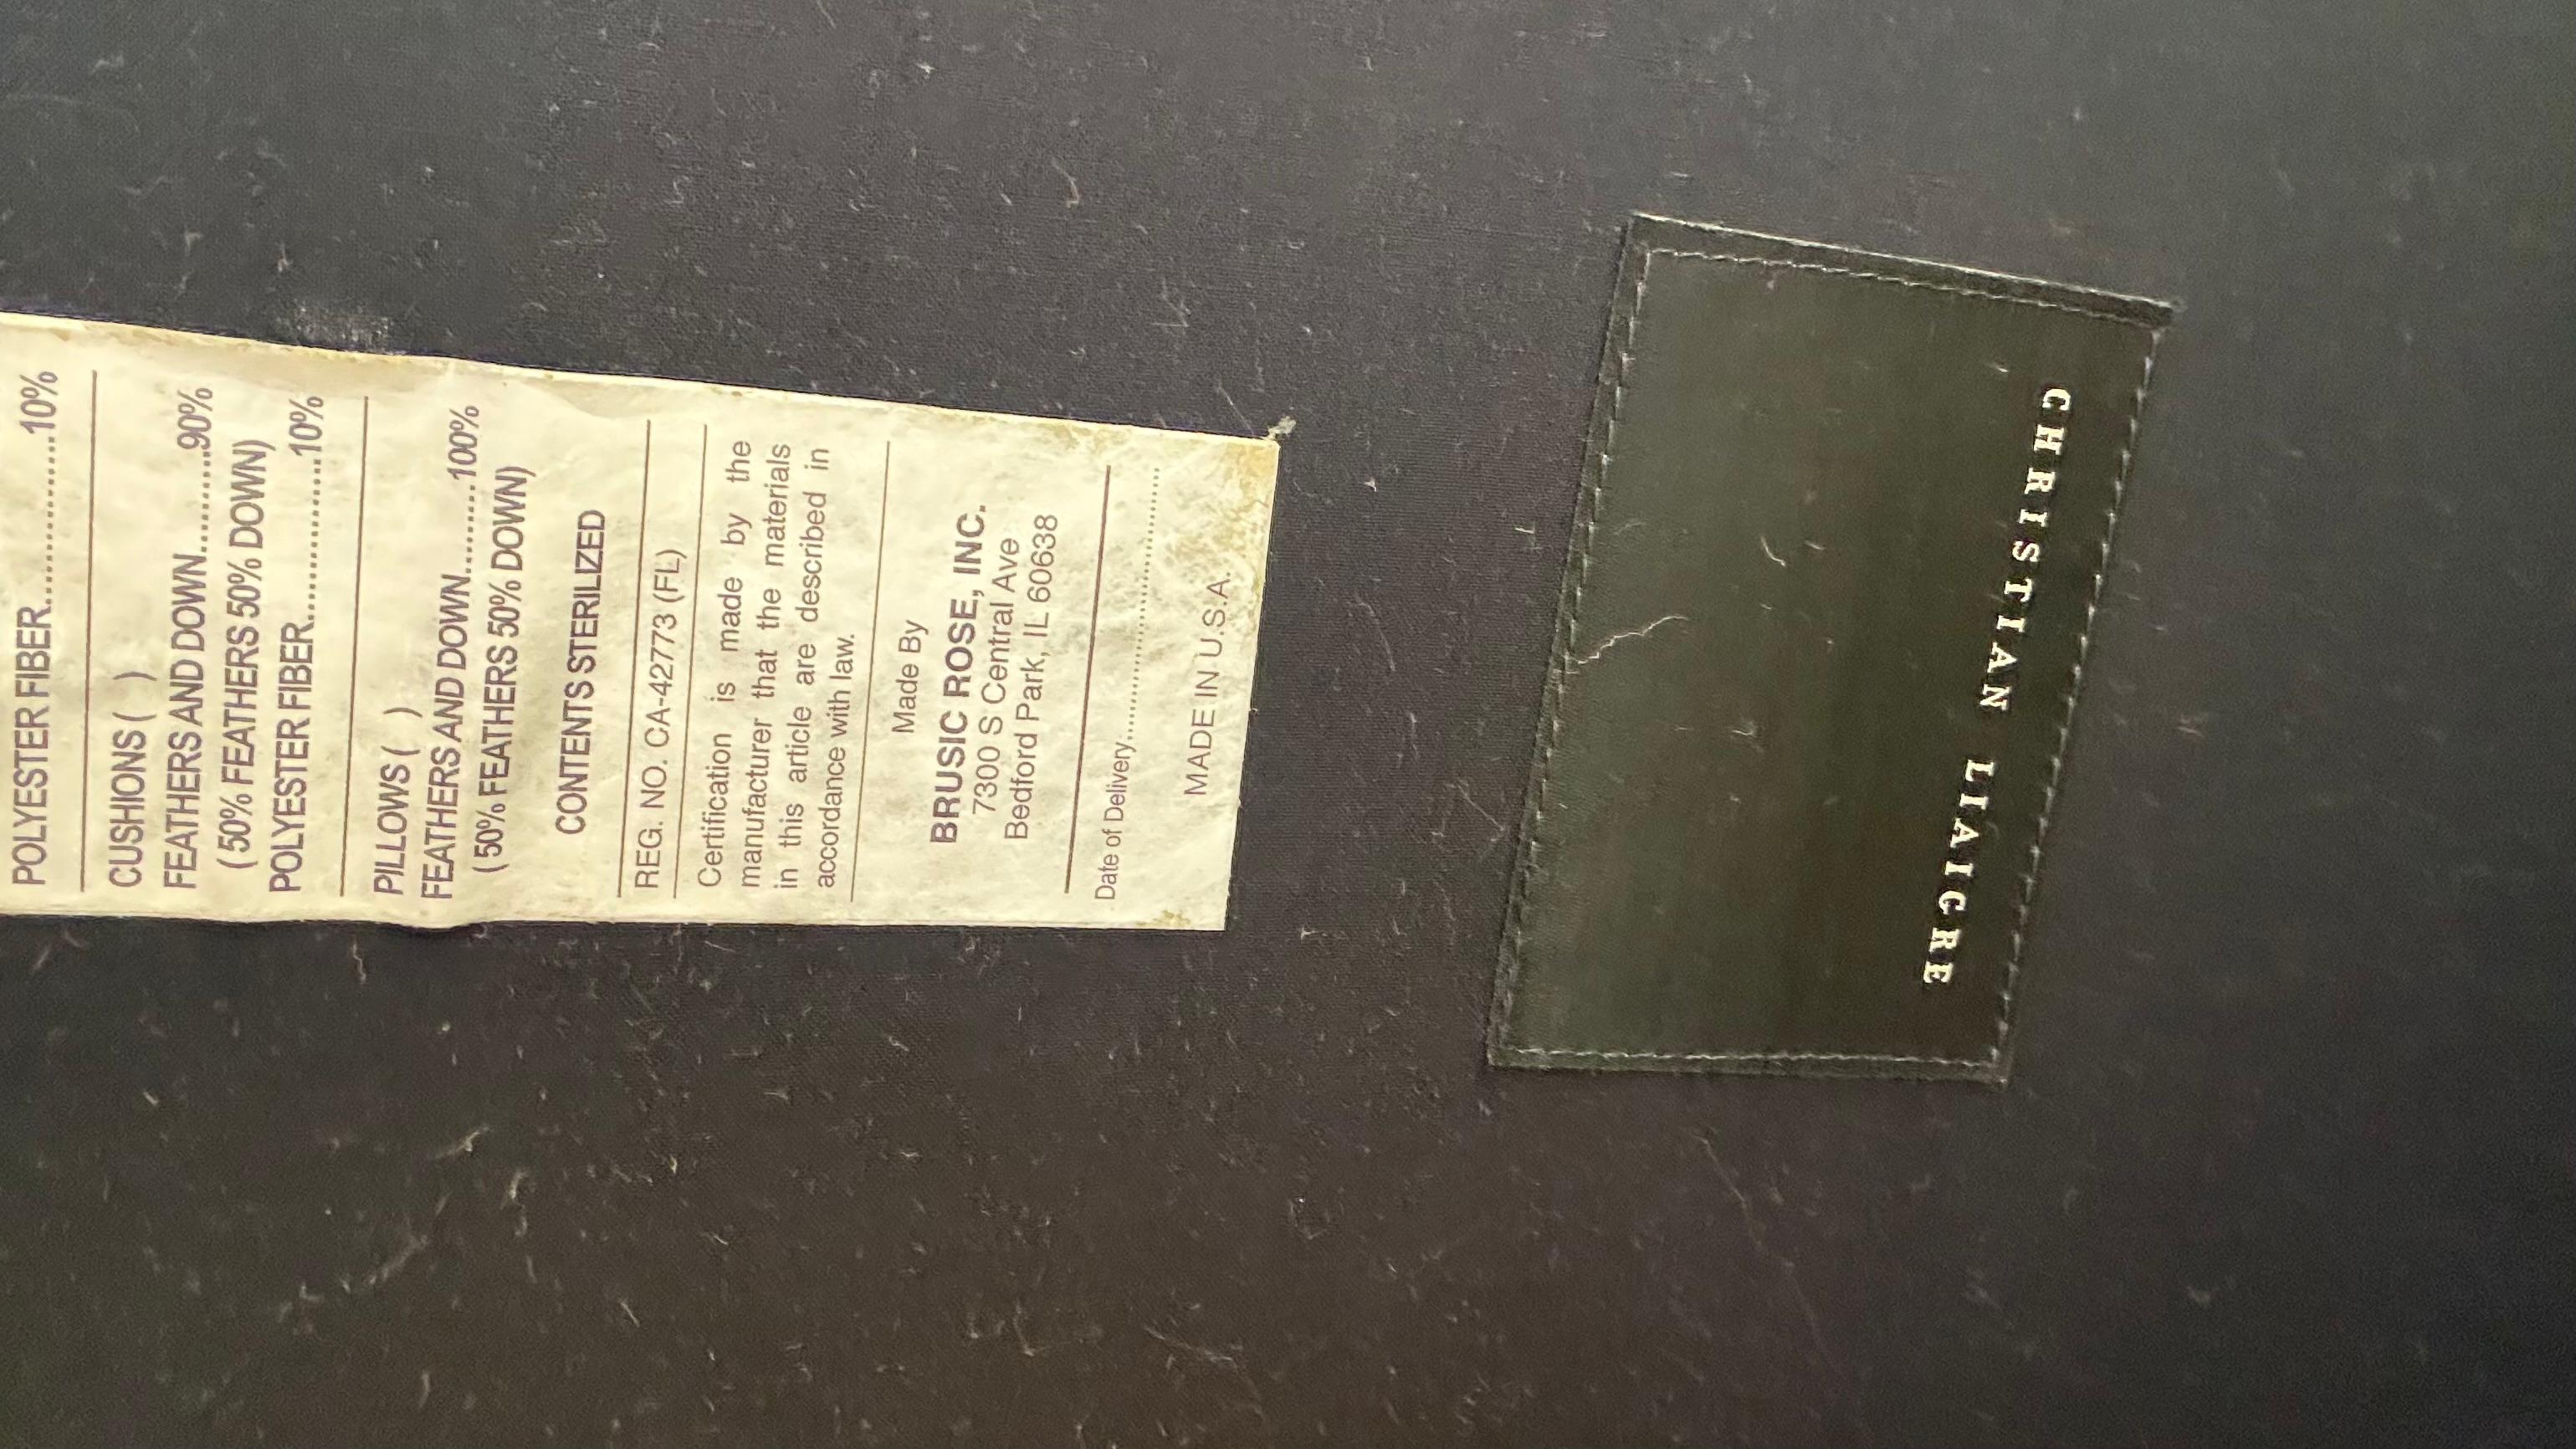 POLYESTER FIBER................10%
CUSHIONS ( )
FEATHERS AND DOWN..........90%
( 50% FEATHERS 50% DOWN)
POLYESTER FIBER................10%
PILLOWS ( )
FEATHERS AND DOWN.........100%
( 50% FEATHERS 50% DOWN)
CONTENTS STERILIZED
REG. NO. CA-42773 (FL)
Certification is made by the
manufacturer that the materials
in this article are described in
accordance with law.
Made By
BRUSIC ROSE, INC.
7300 S Central Ave
Bedford Park, IL 60638
Date of Delivery..........................................
MADE IN U.S.A.
CHRISTIAN LIAIGRE